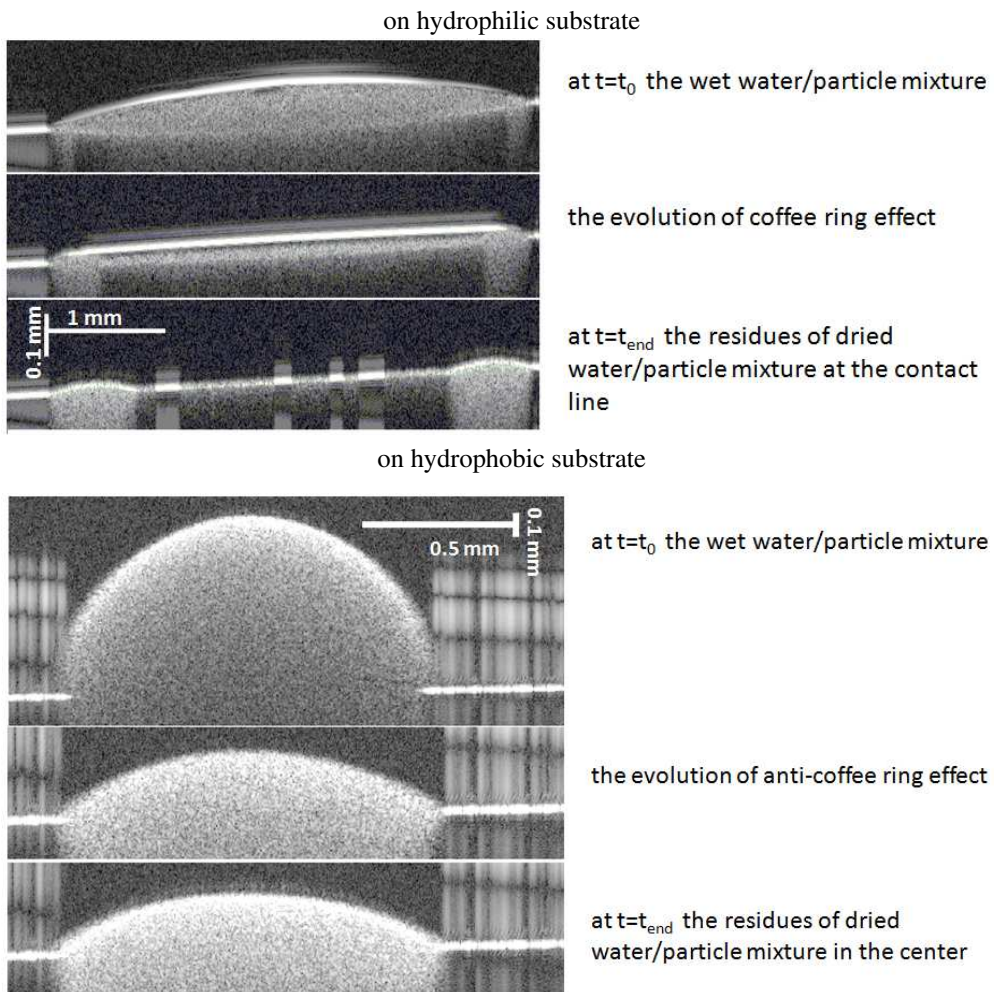 on hydrophilic substrate
at t=t₀ the wet water/particle mixture
the evolution of coffee ring effect
1 mm
0.1 mm
at t=t_end the residues of dried
water/particle mixture at the contact
line
on hydrophobic substrate
0.5 mm
0.1 mm
at t=t₀ the wet water/particle mixture
the evolution of anti-coffee ring effect
at t=t_end the residues of dried
water/particle mixture in the center